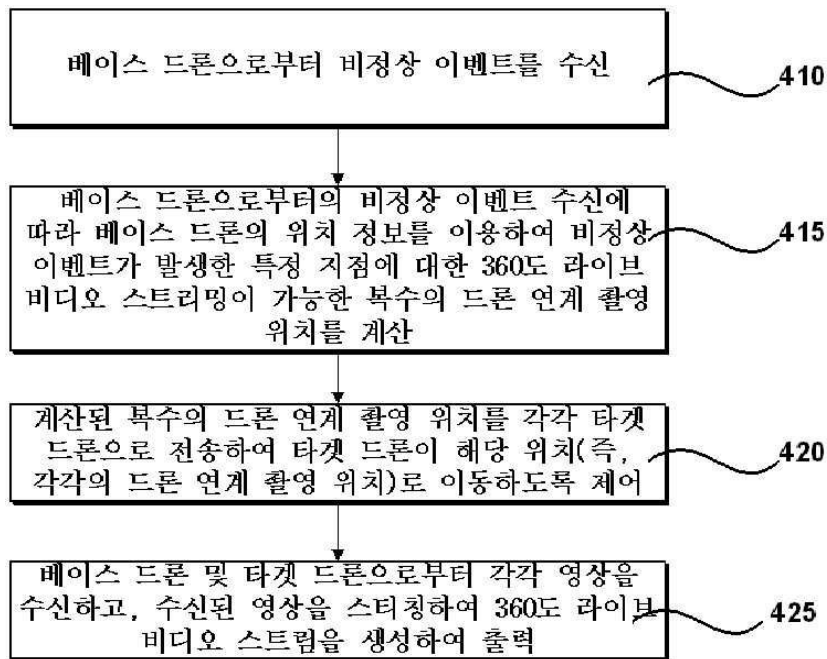 베이스 드론으로부터 비정상 이벤트를 수신
410
베이스 드론으로부터의 비정상 이벤트 수신에
따라 베이스 드론의 위치 정보를 이용하여 비정상
이벤트가 발생한 특정 지점에 대한 360도 라이브
비디오 스트리밍이 가능한 복수의 드론 연계 촬영
위치를 계산
415
계산된 복수의 드론 연계 촬영 위치를 각각 타겟
드론으로 전송하여 타겟 드론이 해당 위치(즉,
각각의 드론 연계 촬영 위치)로 이동하도록 제어
420
베이스 드론 및 타겟 드론으로부터 각각 영상을
수신하고, 수신된 영상을 스티칭하여 360도 라이브
비디오 스트림을 생성하여 출력
425